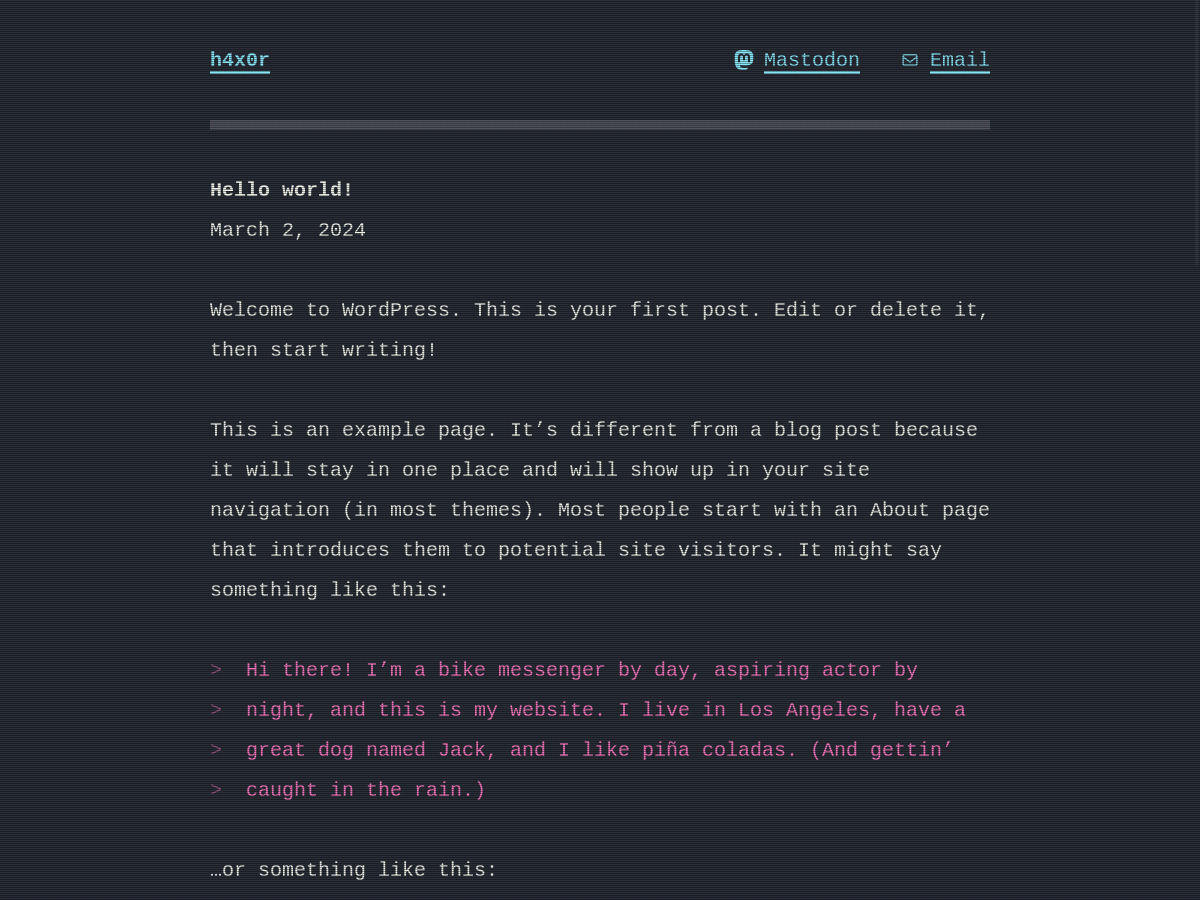 h4x0r
Mastodon
Email
Hello world!
March 2, 2024
Welcome to WordPress. This is your first post. Edit or delete it,
then start writing!
This is an example page. It’s different from a blog post because
it will stay in one place and will show up in your site
navigation (in most themes). Most people start with an About page
that introduces them to potential site visitors. It might say
something like this:
> Hi there! I’m a bike messenger by day, aspiring actor by
> night, and this is my website. I live in Los Angeles, have a
> great dog named Jack, and I like piña coladas. (And gettin’
> caught in the rain.)
…or something like this: